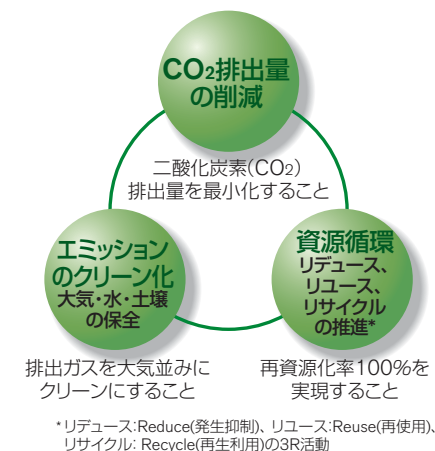 CO2排出量
の削減
二酸化炭素(CO2)
排出量を最小化すること
エミッション
のクリーン化
大気・水・土壌
の保全
排出ガスを大気並みに
クリーンにすること
資源循環
リデュース、
リユース、
リサイクル
の推進*
再資源化率100%を
実現すること
*リデュース:Reduce(発生抑制)、リユース:Reuse(再使用)、
リサイクル: Recycle(再生利用)の3R活動